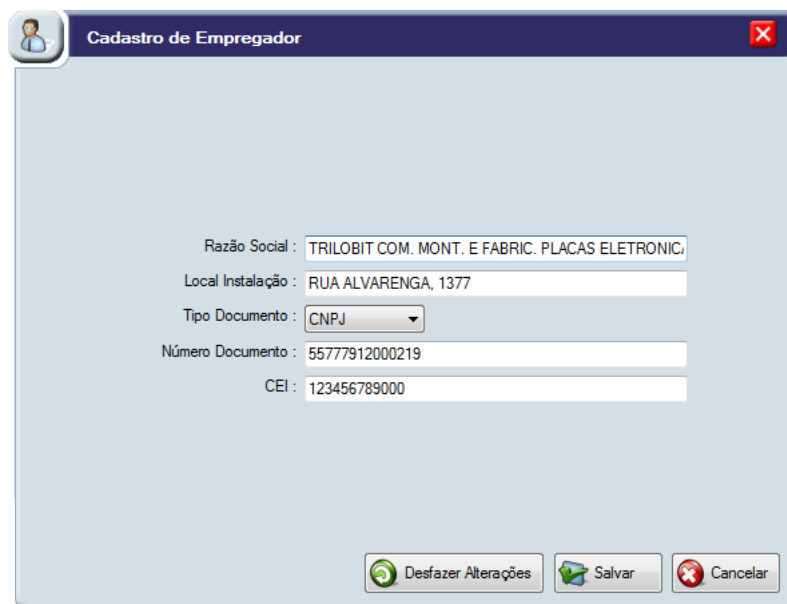 Cadastro de Empregador
Razão Social : TRILOBIT COM. MONT. E FABRIC. PLACAS ELETRONICA
Local Instalação : RUA ALVARENGA, 1377
Tipo Documento : CNPJ
Número Documento : 55777912000219
CEI : 123456789000
Desfazer Alterações Salvar Cancelar